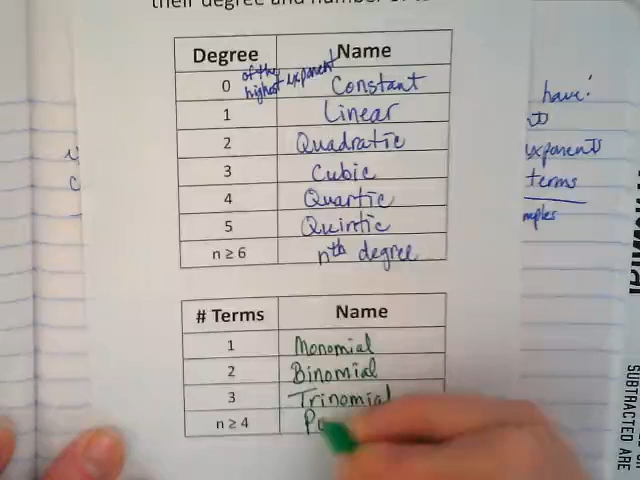 their degree and number of
Degree Name
0 of the highest exponent Constant
1 Linear
2 Quadratic
3 Cubic
4 Quartic
5 Quintic
n ≥ 6 nth degree
# Terms Name
1 Monomial
2 Binomial
3 Trinomial
n ≥ 4 Po
have:
exponents
terms
SUBTRACTED ARE